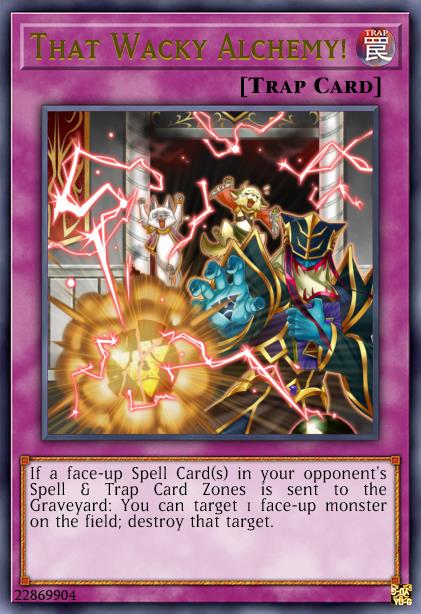 That Wacky Alchemy!
TRAP
罠
[Trap Card]
If a face-up Spell Card(s) in your opponent's
Spell & Trap Card Zones is sent to the
Graveyard: You can target 1 face-up monster
on the field; destroy that target.
22869904